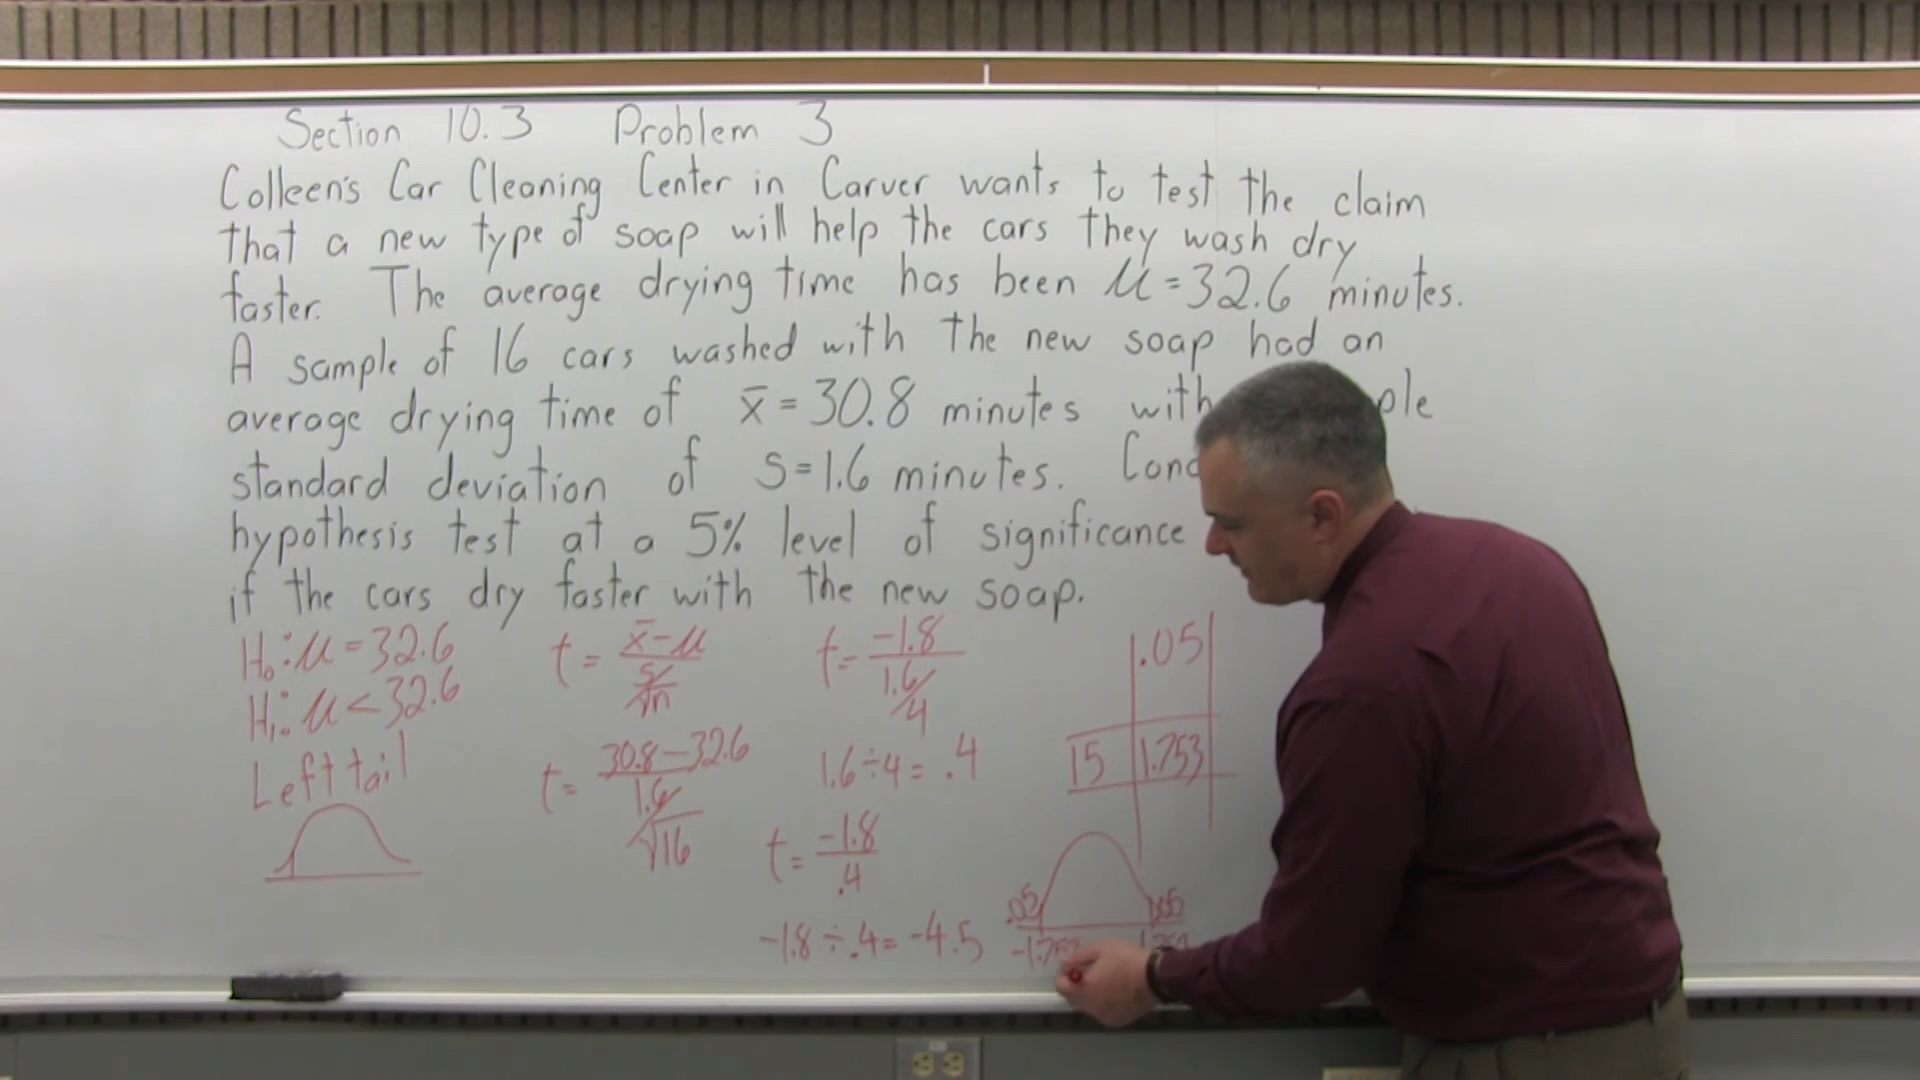 Section 10.3 Problem 3
Colleen's Car Cleaning Center in Carver wants to test the claim
that a new type of soap will help the cars they wash dry
faster. The average drying time has been μ = 32.6 minutes.
A sample of 16 cars washed with the new soap had an
average drying time of x̄ = 30.8 minutes with
standard deviation of s = 1.6 minutes.
hypothesis test at a 5% level of significance
if the cars dry faster with the new soap.
H₀: μ = 32.6
H₁: μ < 32.6
Left tail
t = (x̄ - μ) / (s/√n)
t = (30.8 - 32.6) / (1.6/√16)
t = -1.8 / (1.6/4)
1.6 ÷ 4 = .4
t = -1.8 / .4
-1.8 ÷ .4 = -4.5
.05
15 1.753
.05 .05